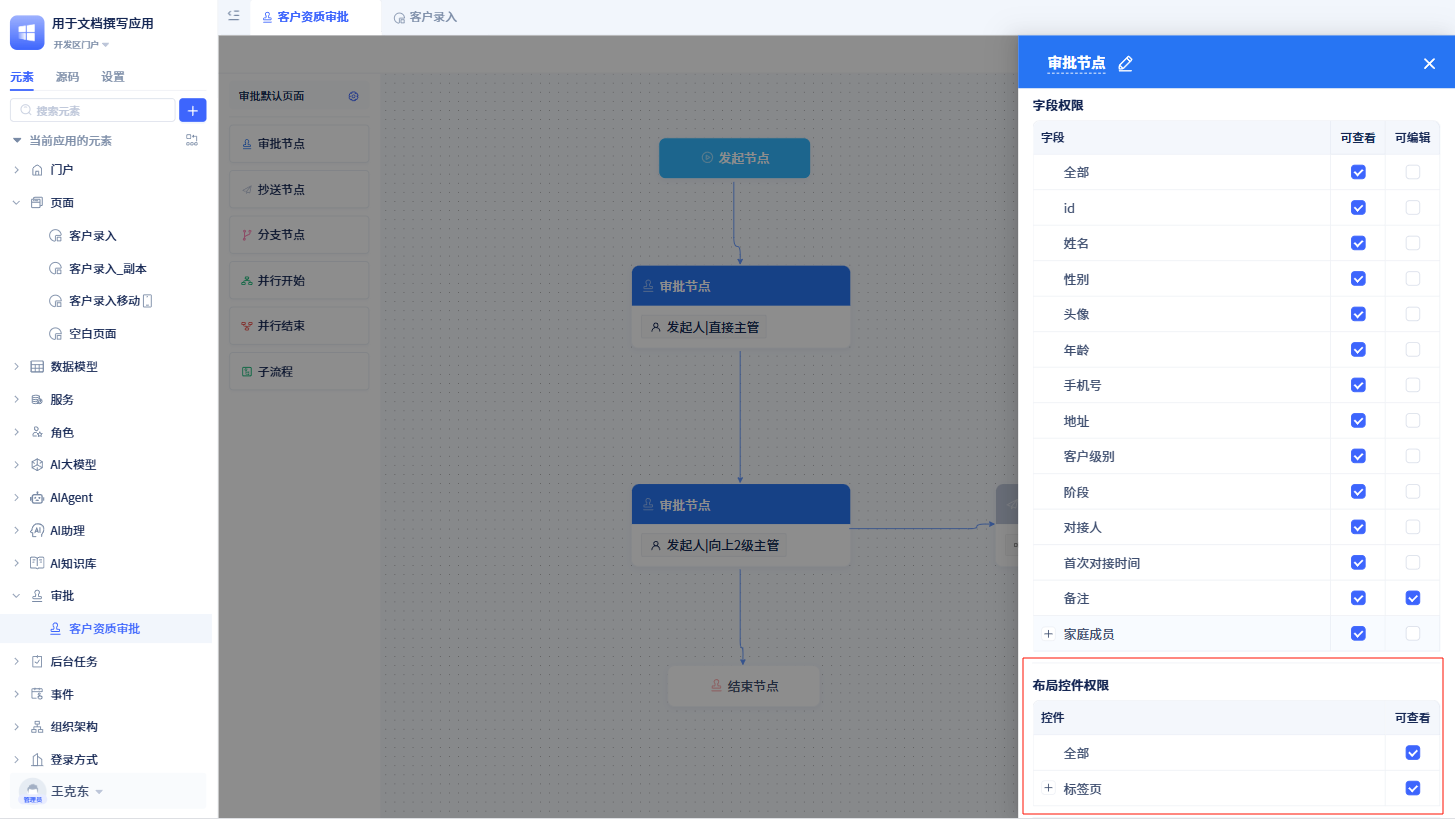 用于文档撰写应用
开发区门户
元素
源码
设置
搜索元素
当前应用的元素
门户
页面
客户录入
客户录入_副本
客户录入移动
空白页面
数据模型
服务
角色
AI大模型
AIAgent
AI助理
AI知识库
审批
客户资质审批
后台任务
事件
组织架构
登录方式
管理员
王克东
客户资质审批
客户录入
审批默认页面
审批节点
抄送节点
分支节点
并行开始
并行结束
子流程
发起节点
审批节点
发起人|直接主管
审批节点
发起人|向上2级主管
结束节点
审批节点
字段权限
字段 可查看 可编辑
全部
id
姓名
性别
头像
年龄
手机号
地址
客户级别
阶段
对接人
首次对接时间
备注
家庭成员
布局控件权限
控件 可查看
全部
标签页